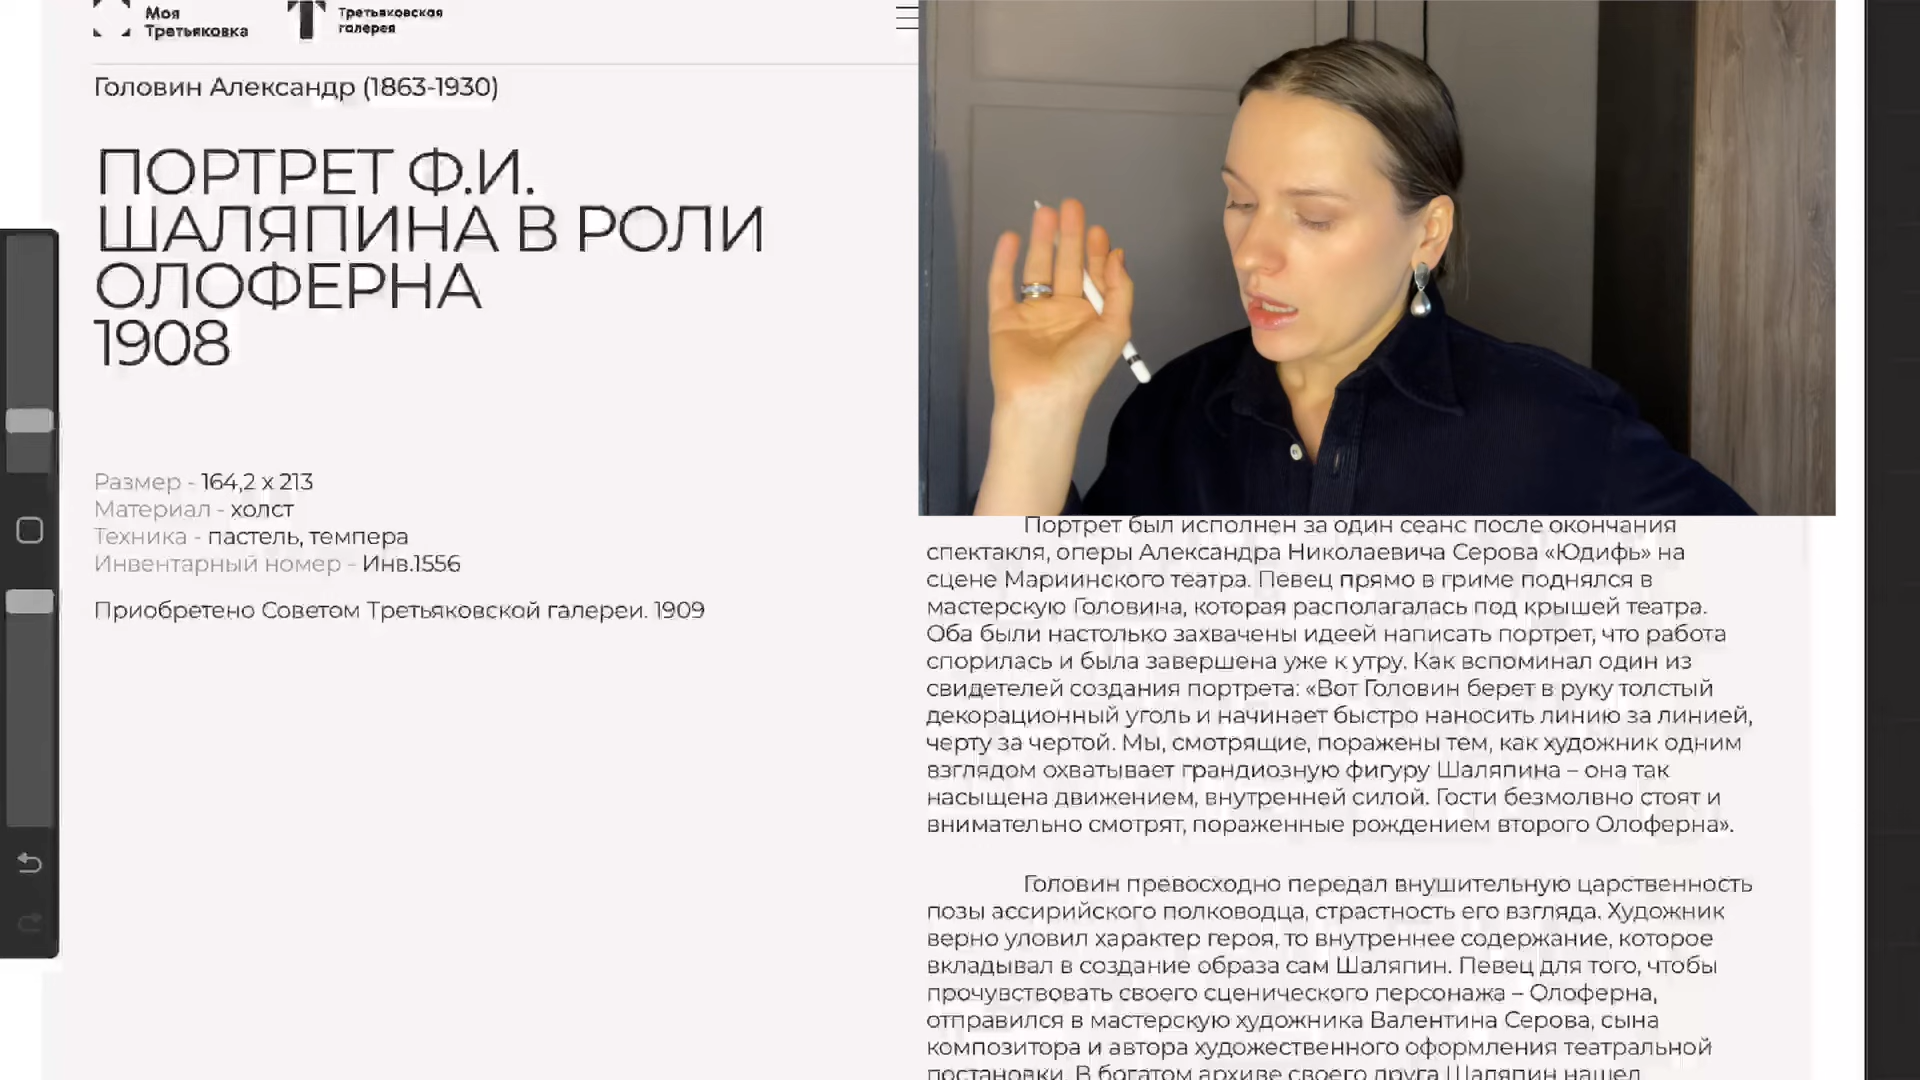 Моя
Третьяковка
Третьяковская
галерея
Головин Александр (1863-1930)
ПОРТРЕТ Ф.И.
ШАЛЯПИНА В РОЛИ
ОЛОФЕРНА
1908
Размер - 164,2 x 213
Материал - холст
Техника - пастель, темпера
Инвентарный номер - Инв.1556
Приобретено Советом Третьяковской галереи. 1909
Портрет был исполнен за один сеанс после окончания
спектакля, оперы Александра Николаевича Серова «Юдифь» на
сцене Мариинского театра. Певец прямо в гриме поднялся в
мастерскую Головина, которая располагалась под крышей театра.
Оба были настолько захвачены идеей написать портрет, что работа
спорилась и была завершена уже к утру. Как вспоминал один из
свидетелей создания портрета: «Вот Головин берет в руку толстый
декорационный уголь и начинает быстро наносить линию за линией,
черту за чертой. Мы, смотрящие, поражены тем, как художник одним
взглядом охватывает грандиозную фигуру Шаляпина – она так
насыщена движением, внутренней силой. Гости безмолвно стоят и
внимательно смотрят, пораженные рождением второго Олоферна».
Головин превосходно передал внушительную царственность
позы ассирийского полководца, страстность его взгляда. Художник
верно уловил характер героя, то внутреннее содержание, которое
вкладывал в создание образа сам Шаляпин. Певец для того, чтобы
прочувствовать своего сценического персонажа – Олоферна,
отправился в мастерскую художника Валентина Серова, сына
композитора и автора художественного оформления театральной
постановки. В богатом архиве своего друга Шаляпин нашел